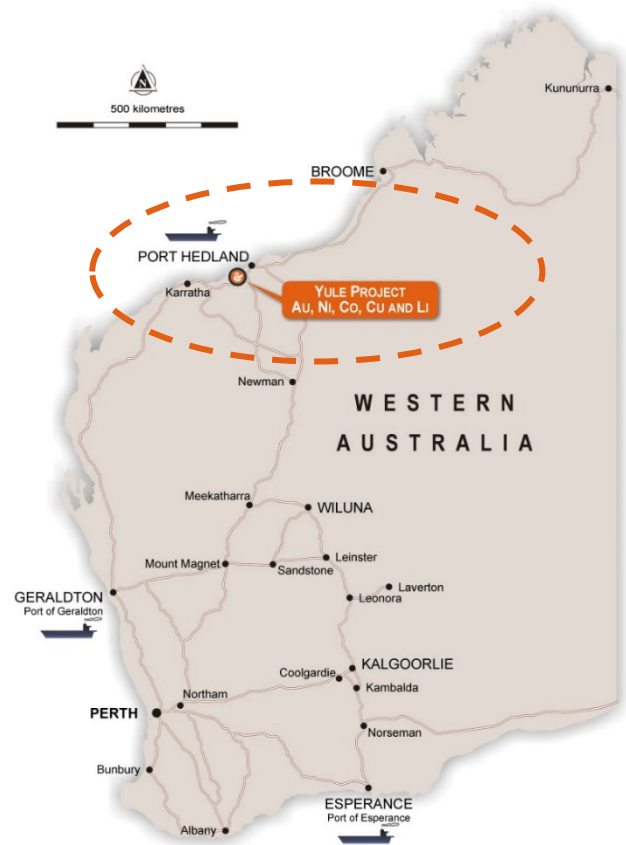 N
500 kilometres
Kununurra
BROOME
PORT HEDLAND
Karratha
YULE PROJECT
AU, NI, CO, CU AND LI
Newman
WESTERN
AUSTRALIA
Meekatharra
WILUNA
Mount Magnet
Sandstone
Leinster
Laverton
Leonora
GERALDTON
Port of Geraldton
KALGOORLIE
Coolgardie
Kambalda
Northam
PERTH
Norseman
Bunbury
ESPERANCE
Port of Esperance
Albany